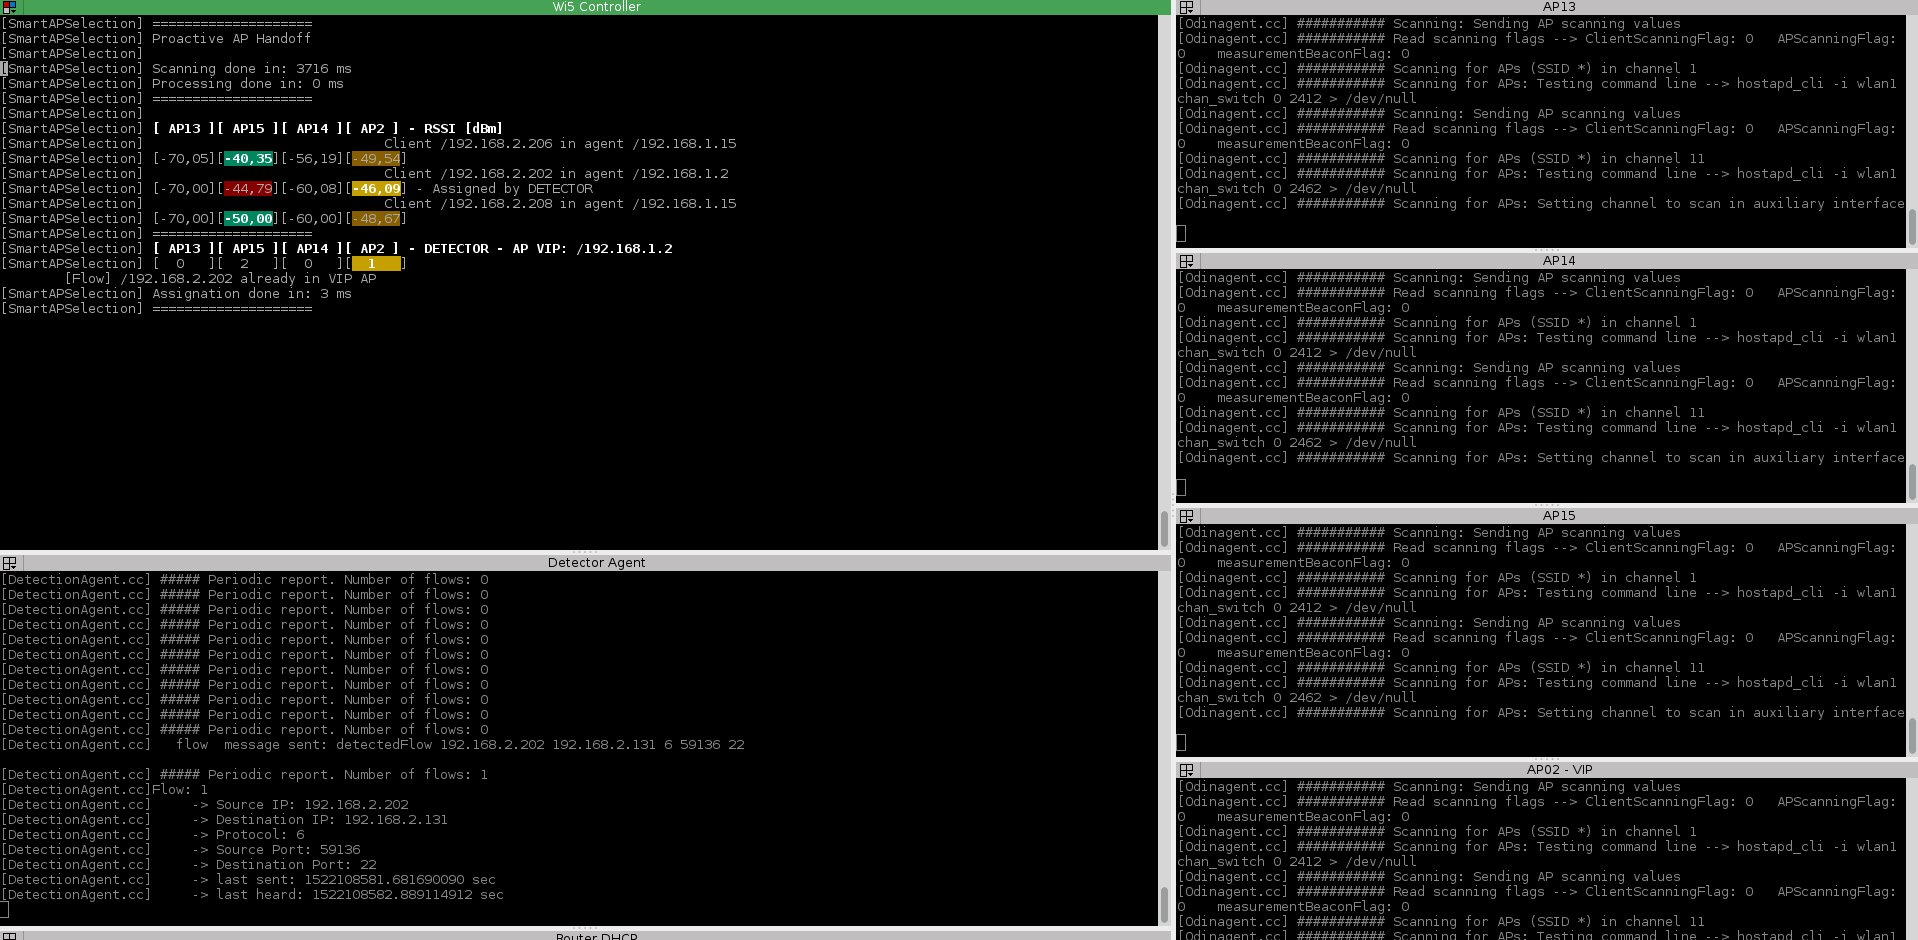 Wi5 Controller
[SmartAPSelection] ====================
[SmartAPSelection] Proactive AP Handoff
[SmartAPSelection]
[SmartAPSelection] Scanning done in: 3716 ms
[SmartAPSelection] Processing done in: 0 ms
[SmartAPSelection] ====================
[SmartAPSelection]
[SmartAPSelection] [ AP13 ][ AP15 ][ AP14 ][ AP2 ] - RSSI [dBm]
[SmartAPSelection]                              Client /192.168.2.206 in agent /192.168.1.15
[SmartAPSelection] [-70,05][-40,35][-56,19][-49,54]
[SmartAPSelection]                              Client /192.168.2.202 in agent /192.168.1.2
[SmartAPSelection] [-70,00][-44,79][-60,08][-46,09] - Assigned by DETECTOR
[SmartAPSelection]                              Client /192.168.2.208 in agent /192.168.1.15
[SmartAPSelection] [-70,00][-50,00][-60,00][-48,67]
[SmartAPSelection] ====================
[SmartAPSelection] [ AP13 ][ AP15 ][ AP14 ][ AP2 ] - DETECTOR - AP VIP: /192.168.1.2
[SmartAPSelection] [  0   ][  2   ][  0   ][  1   ]
        [Flow] /192.168.2.202 already in VIP AP
[SmartAPSelection] Assignation done in: 3 ms
[SmartAPSelection] ====================
Detector Agent
[DetectionAgent.cc] ##### Periodic report. Number of flows: 0
[DetectionAgent.cc] ##### Periodic report. Number of flows: 0
[DetectionAgent.cc] ##### Periodic report. Number of flows: 0
[DetectionAgent.cc] ##### Periodic report. Number of flows: 0
[DetectionAgent.cc] ##### Periodic report. Number of flows: 0
[DetectionAgent.cc] ##### Periodic report. Number of flows: 0
[DetectionAgent.cc] ##### Periodic report. Number of flows: 0
[DetectionAgent.cc] ##### Periodic report. Number of flows: 0
[DetectionAgent.cc] ##### Periodic report. Number of flows: 0
[DetectionAgent.cc] ##### Periodic report. Number of flows: 0
[DetectionAgent.cc] ##### Periodic report. Number of flows: 0
[DetectionAgent.cc]   flow  message sent: detectedFlow 192.168.2.202 192.168.2.131 6 59136 22
[DetectionAgent.cc] ##### Periodic report. Number of flows: 1
[DetectionAgent.cc]Flow: 1
[DetectionAgent.cc]     -> Source IP: 192.168.2.202
[DetectionAgent.cc]     -> Destination IP: 192.168.2.131
[DetectionAgent.cc]     -> Protocol: 6
[DetectionAgent.cc]     -> Source Port: 59136
[DetectionAgent.cc]     -> Destination Port: 22
[DetectionAgent.cc]     -> last sent: 1522108581.681690090 sec
[DetectionAgent.cc]     -> last heard: 1522108582.889114912 sec
Router DHCP
AP13
[Odinagent.cc] ########### Scanning: Sending AP scanning values
[Odinagent.cc] ########### Read scanning flags --> ClientScanningFlag: 0   APScanningFlag:
0    measurementBeaconFlag: 0
[Odinagent.cc] ########### Scanning for APs (SSID *) in channel 1
[Odinagent.cc] ########### Scanning for APs: Testing command line --> hostapd_cli -i wlan1
chan_switch 0 2412 > /dev/null
[Odinagent.cc] ########### Scanning: Sending AP scanning values
[Odinagent.cc] ########### Read scanning flags --> ClientScanningFlag: 0   APScanningFlag:
0    measurementBeaconFlag: 0
[Odinagent.cc] ########### Scanning for APs (SSID *) in channel 11
[Odinagent.cc] ########### Scanning for APs: Testing command line --> hostapd_cli -i wlan1
chan_switch 0 2462 > /dev/null
[Odinagent.cc] ########### Scanning for APs: Setting channel to scan in auxiliary interface
AP14
[Odinagent.cc] ########### Scanning: Sending AP scanning values
[Odinagent.cc] ########### Read scanning flags --> ClientScanningFlag: 0   APScanningFlag:
0    measurementBeaconFlag: 0
[Odinagent.cc] ########### Scanning for APs (SSID *) in channel 1
[Odinagent.cc] ########### Scanning for APs: Testing command line --> hostapd_cli -i wlan1
chan_switch 0 2412 > /dev/null
[Odinagent.cc] ########### Scanning: Sending AP scanning values
[Odinagent.cc] ########### Read scanning flags --> ClientScanningFlag: 0   APScanningFlag:
0    measurementBeaconFlag: 0
[Odinagent.cc] ########### Scanning for APs (SSID *) in channel 11
[Odinagent.cc] ########### Scanning for APs: Testing command line --> hostapd_cli -i wlan1
chan_switch 0 2462 > /dev/null
[Odinagent.cc] ########### Scanning for APs: Setting channel to scan in auxiliary interface
AP15
[Odinagent.cc] ########### Scanning: Sending AP scanning values
[Odinagent.cc] ########### Read scanning flags --> ClientScanningFlag: 0   APScanningFlag:
0    measurementBeaconFlag: 0
[Odinagent.cc] ########### Scanning for APs (SSID *) in channel 1
[Odinagent.cc] ########### Scanning for APs: Testing command line --> hostapd_cli -i wlan1
chan_switch 0 2412 > /dev/null
[Odinagent.cc] ########### Scanning: Sending AP scanning values
[Odinagent.cc] ########### Read scanning flags --> ClientScanningFlag: 0   APScanningFlag:
0    measurementBeaconFlag: 0
[Odinagent.cc] ########### Scanning for APs (SSID *) in channel 11
[Odinagent.cc] ########### Scanning for APs: Testing command line --> hostapd_cli -i wlan1
chan_switch 0 2462 > /dev/null
[Odinagent.cc] ########### Scanning for APs: Setting channel to scan in auxiliary interface
AP02 - VIP
[Odinagent.cc] ########### Scanning: Sending AP scanning values
[Odinagent.cc] ########### Read scanning flags --> ClientScanningFlag: 0   APScanningFlag:
0    measurementBeaconFlag: 0
[Odinagent.cc] ########### Scanning for APs (SSID *) in channel 1
[Odinagent.cc] ########### Scanning for APs: Testing command line --> hostapd_cli -i wlan1
chan_switch 0 2412 > /dev/null
[Odinagent.cc] ########### Scanning: Sending AP scanning values
[Odinagent.cc] ########### Read scanning flags --> ClientScanningFlag: 0   APScanningFlag:
0    measurementBeaconFlag: 0
[Odinagent.cc] ########### Scanning for APs (SSID *) in channel 11
[Odinagent.cc] ########### Scanning for APs: Testing command line --> hostapd_cli -i wlan1